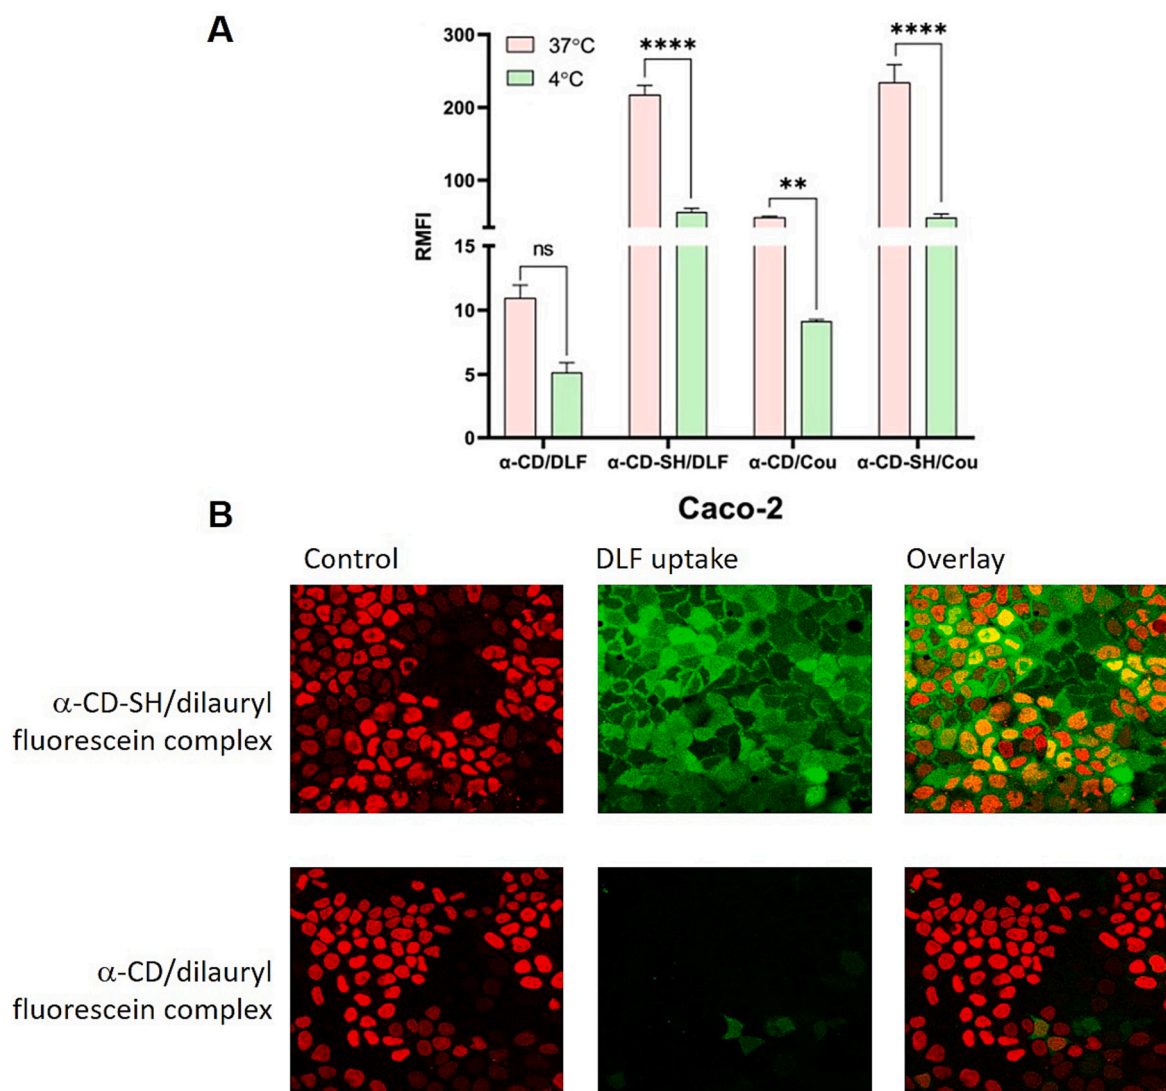 A
300
200
100
15
10
5
0
RMFI
37°C
4°C
ns
****
**
****
α-CD/DLF
α-CD-SH/DLF
α-CD/Cou
α-CD-SH/Cou
Caco-2
B
Control
DLF uptake
Overlay
α-CD-SH/dilauryl
fluorescein complex
α-CD/dilauryl
fluorescein complex